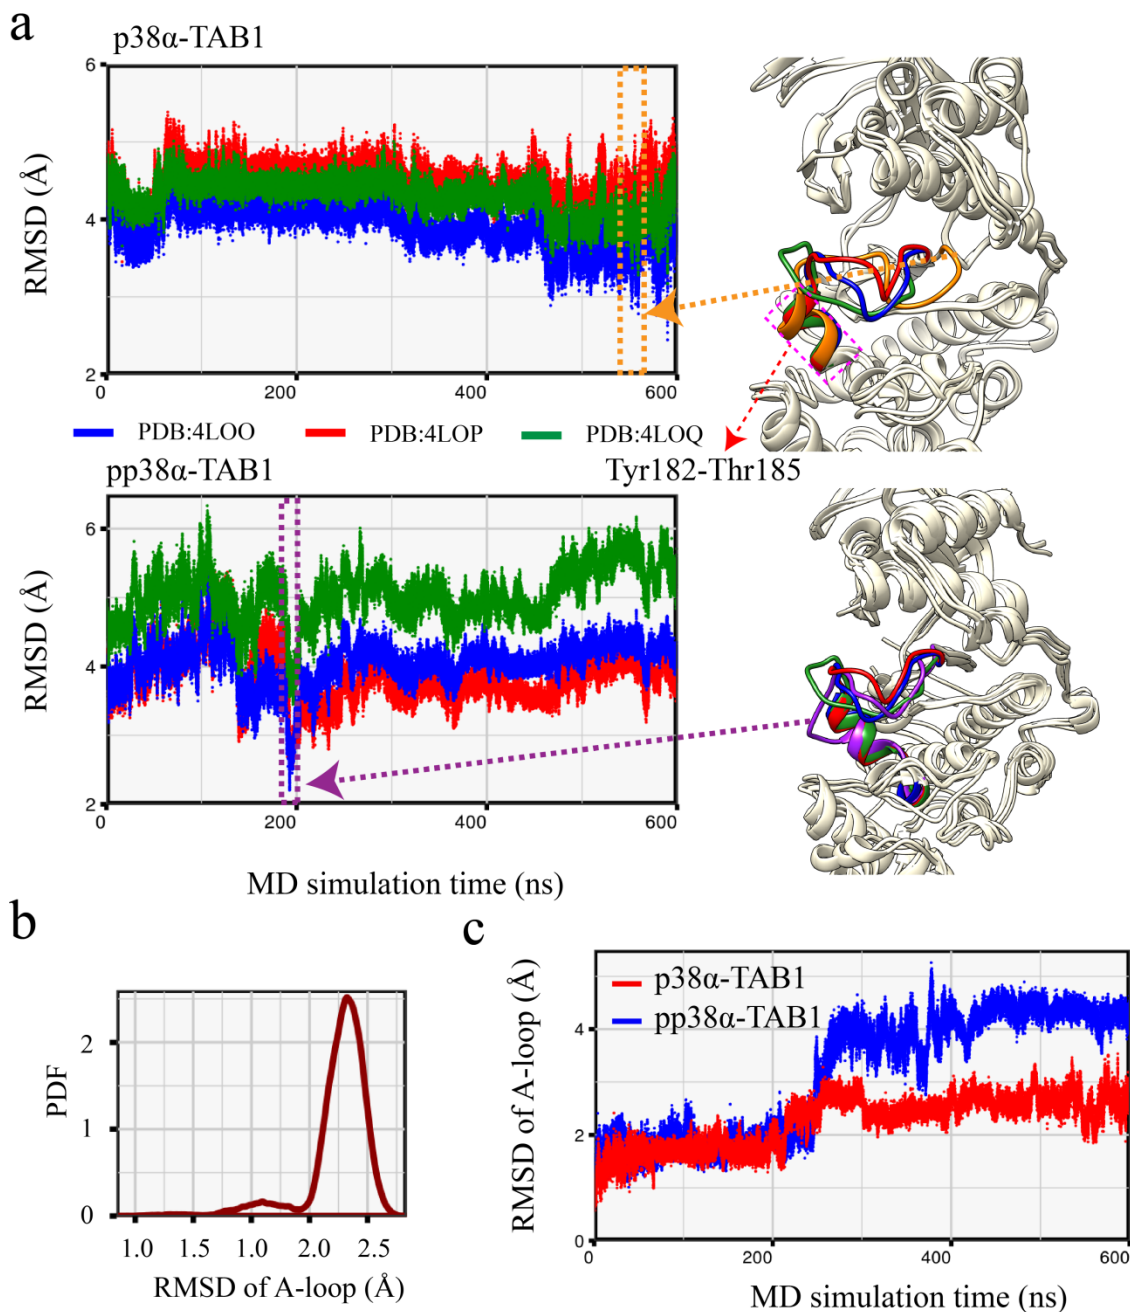 a
p38α-TAB1
6
4
2
RMSD (Å)
0 200 400 600
PDB:4LOO PDB:4LOP PDB:4LOQ
Tyr182-Thr185
pp38α-TAB1
6
4
2
RMSD (Å)
0 200 400 600
MD simulation time (ns)
b
2
1
0
PDF
1.0 1.5 1.0 2.0 2.5
RMSD of A-loop (Å)
c
p38α-TAB1
pp38α-TAB1
4
2
0
RMSD of A-loop (Å)
0 200 400 600
MD simulation time (ns)